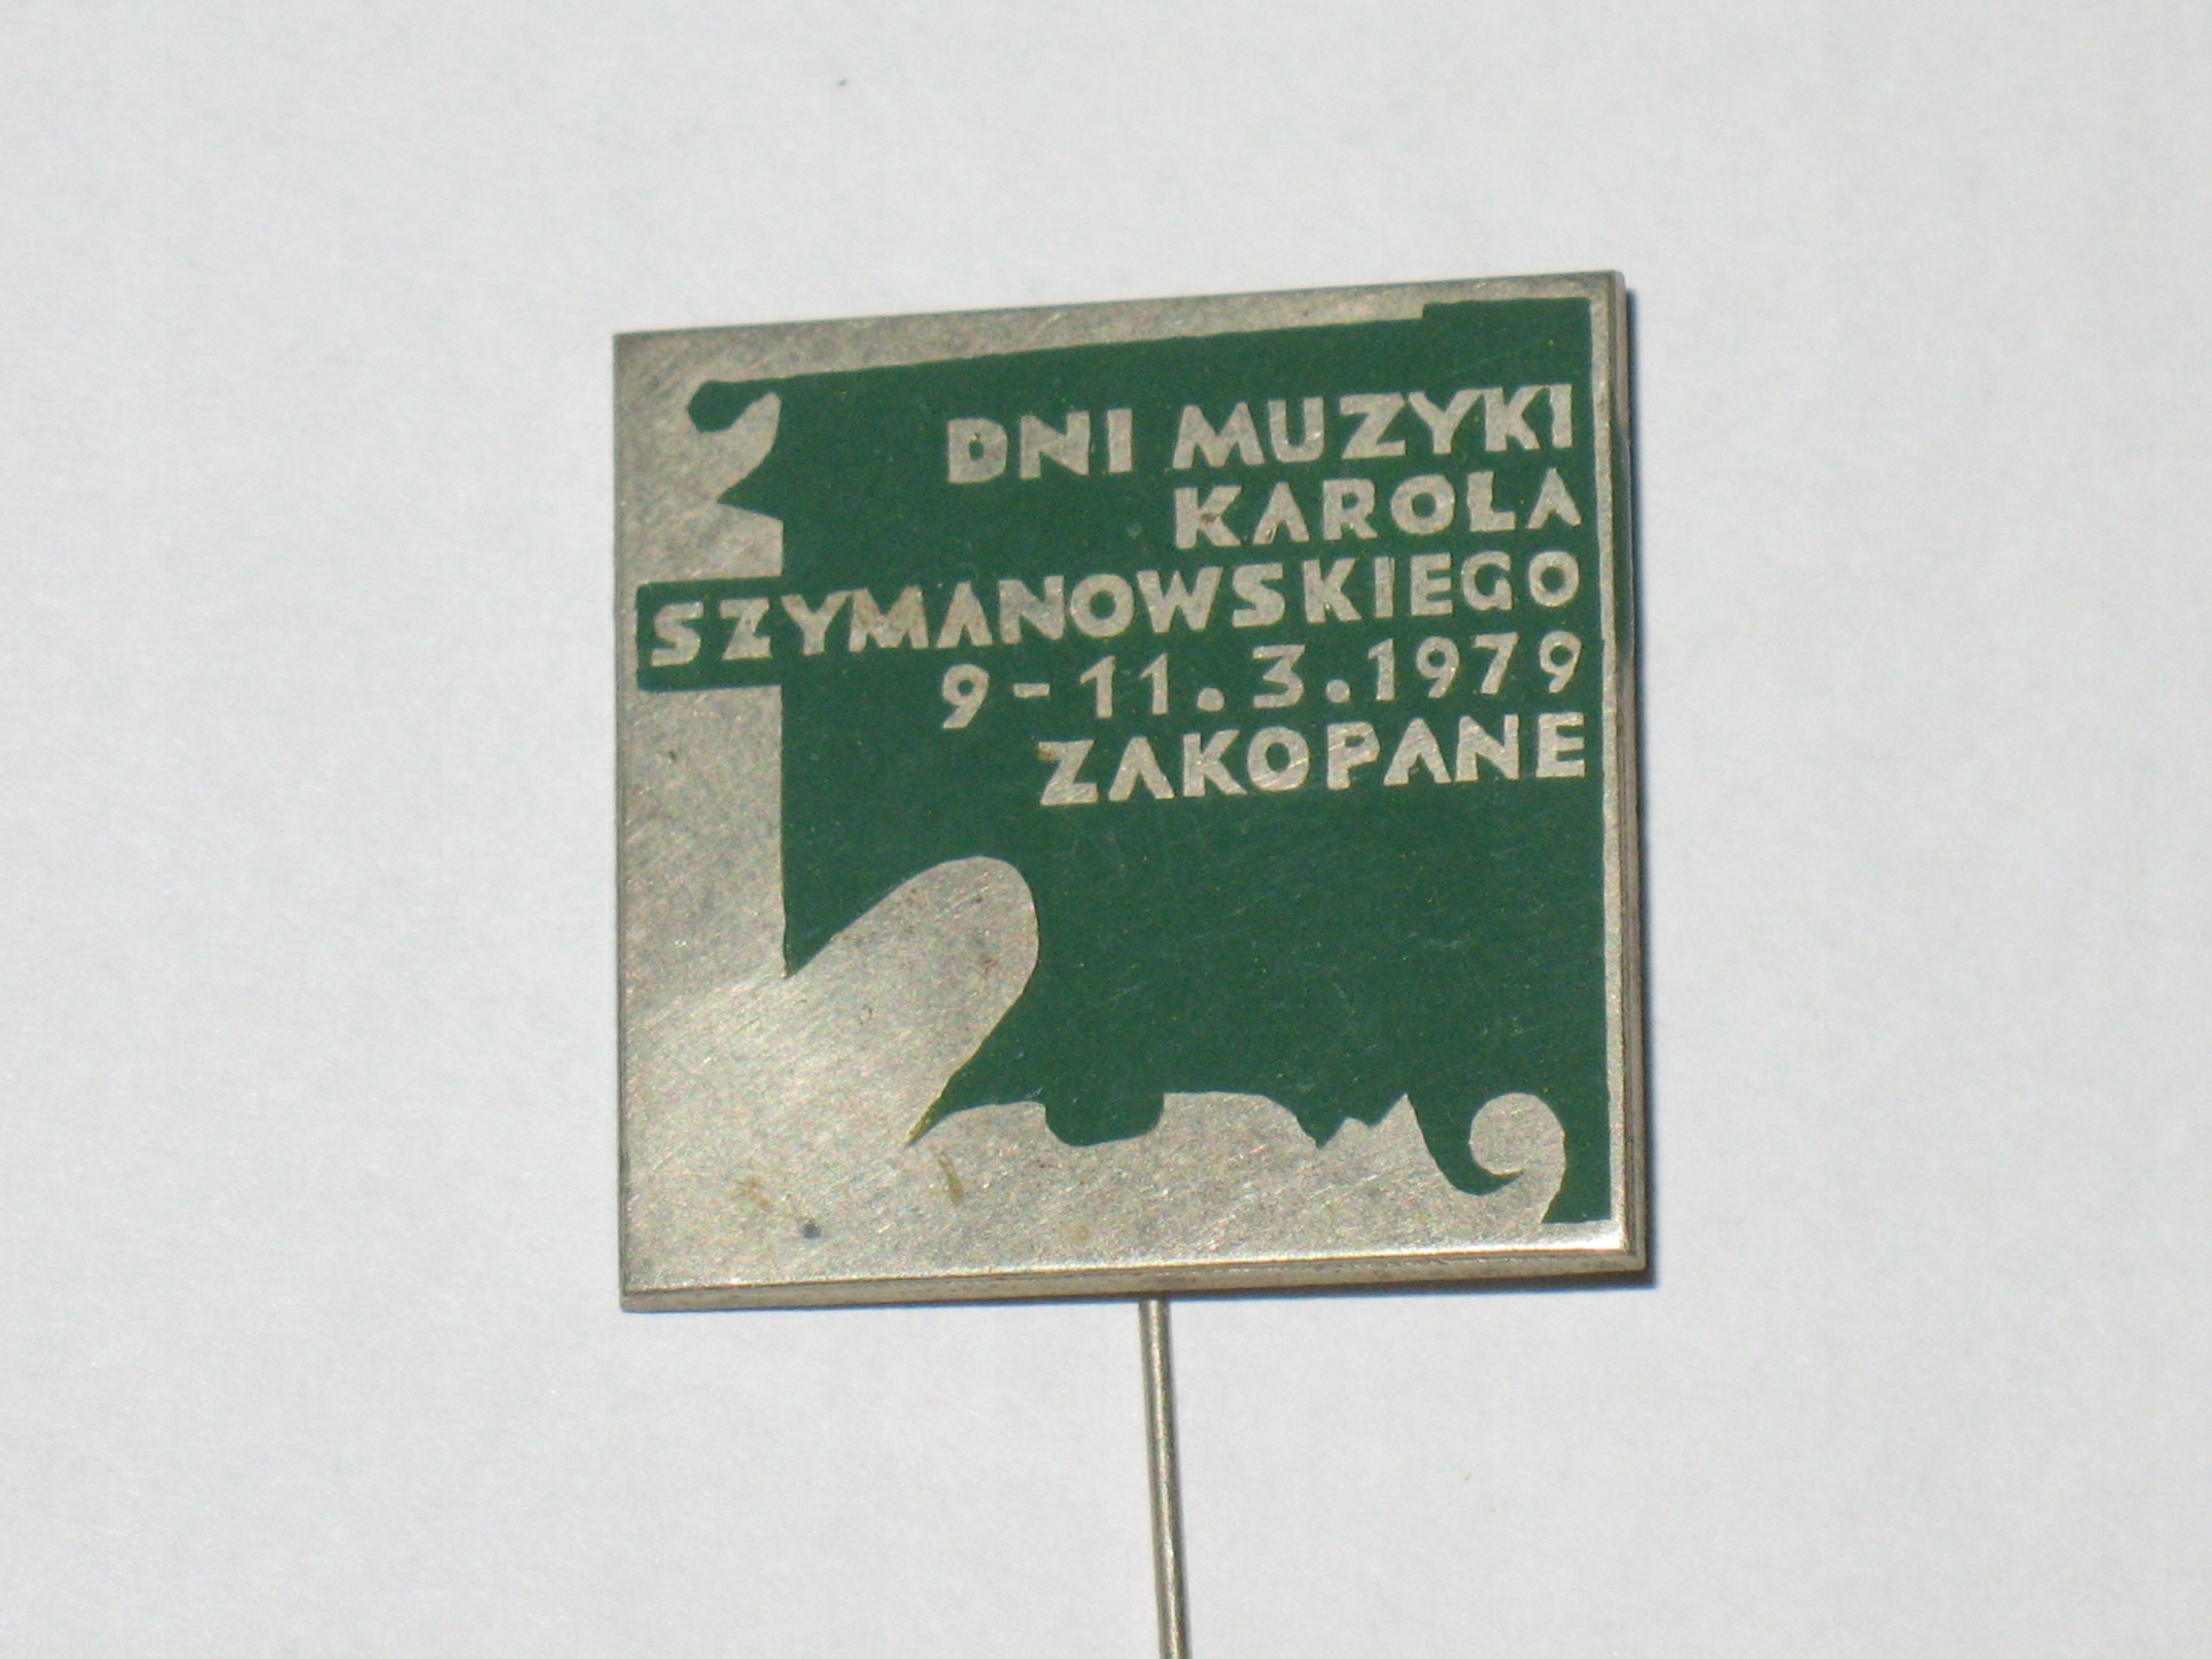 DNI MUZYKI
KAROLA
SZYMANOWSKIEGO
9-11.3.1979
ZAKOPANE